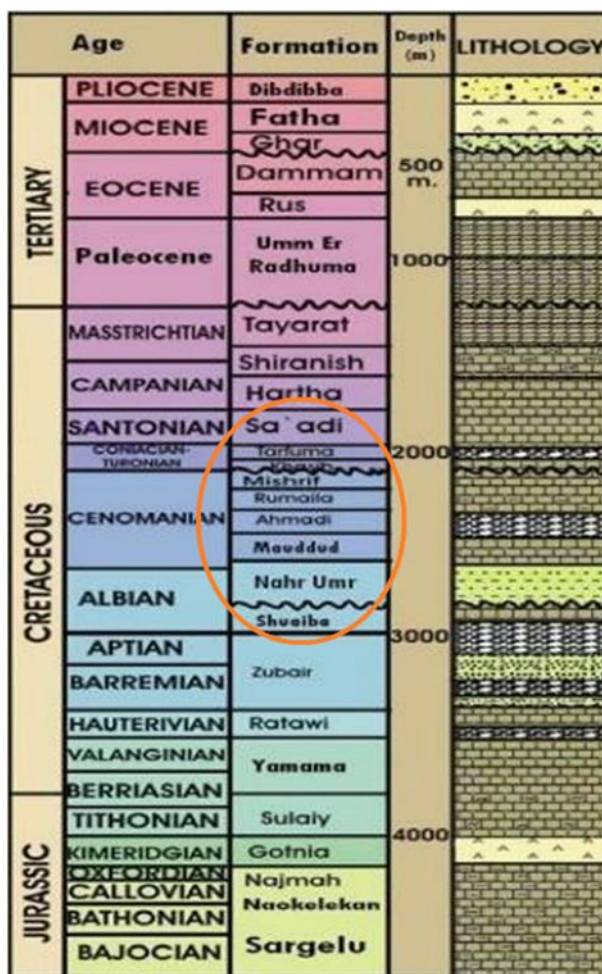 Age
Formation
Depth
(m)
LITHOLOGY
TERTIARY
CRETACEOUS
JURASSIC
PLIOCENE
MIOCENE
EOCENE
Paleocene
MASSTRICHTIAN
CAMPANIAN
SANTONIAN
CONIACIAN-
TURONIAN
CENOMANIAN
ALBIAN
APTIAN
BARREMIAN
HAUTERIVIAN
VALANGINIAN
BERRIASIAN
TITHONIAN
KIMERIDGIAN
OXFORDIAN
CALLOVIAN
BATHONIAN
BAJOCIAN
Dibdibba
Fatha
Ghar
Dammam
Rus
Umm Er
Radhuma
Tayarat
Shiranish
Hartha
Sa`adi
Tarfuma
Mishrif
Rumaila
Ahmadi
Mauddud
Nahr Umr
Shueiba
Zubair
Ratawi
Yamama
Sulaiy
Gotnia
Najmah
Naokelekan
Sargelu
500
m.
1000
2000
3000
4000